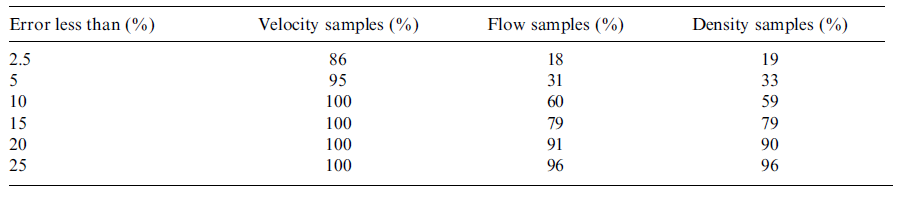 Error less than (%) Velocity samples (%) Flow samples (%) Density samples (%)
2.5 86 18 19
5 95 31 33
10 100 60 59
15 100 79 79
20 100 91 90
25 100 96 96